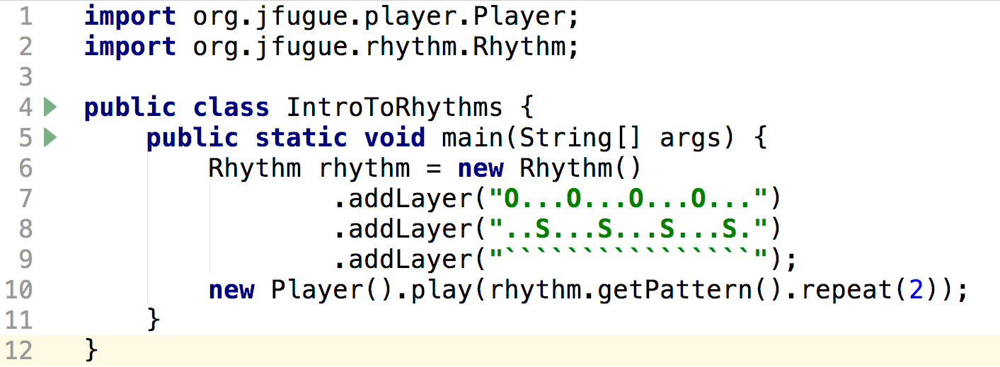 1 import org.jfugue.player.Player;
2 import org.jfugue.rhythm.Rhythm;
3
4 public class IntroToRhythms {
5     public static void main(String[] args) {
6         Rhythm rhythm = new Rhythm()
7                 .addLayer("O...O...O...O...")
8                 .addLayer("..S...S...S...S.")
9                 .addLayer("````````````````");
10         new Player().play(rhythm.getPattern().repeat(2));
11     }
12 }